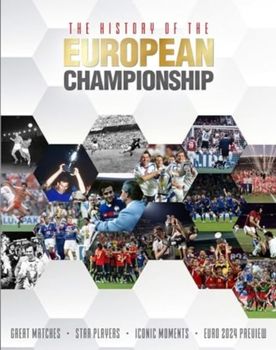 THE HISTORY OF THE
EUROPEAN
CHAMPIONSHIP
GREAT MATCHES • STAR PLAYERS • ICONIC MOMENTS • EURO 2024 PREVIEW